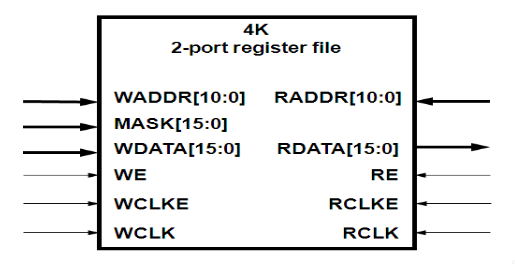 4K
2-port register file
WADDR[10:0] RADDR[10:0]
MASK[15:0]
WDATA[15:0] RDATA[15:0]
WE RE
WCLKE RCLKE
WCLK RCLK